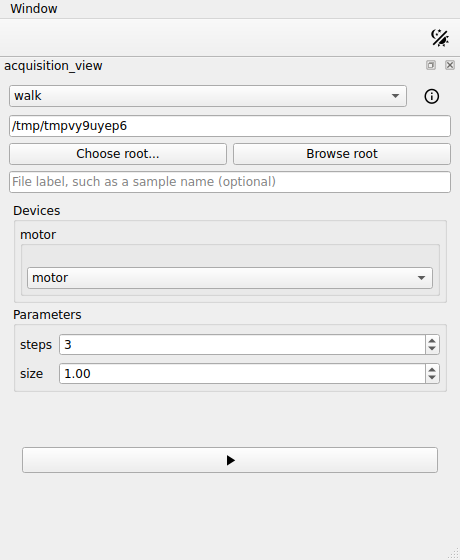 Window
acquisition_view
walk
/tmp/tmpvy9uyep6
Choose root... Browse root
File label, such as a sample name (optional)
Devices
motor
motor
Parameters
steps 3
size 1.00